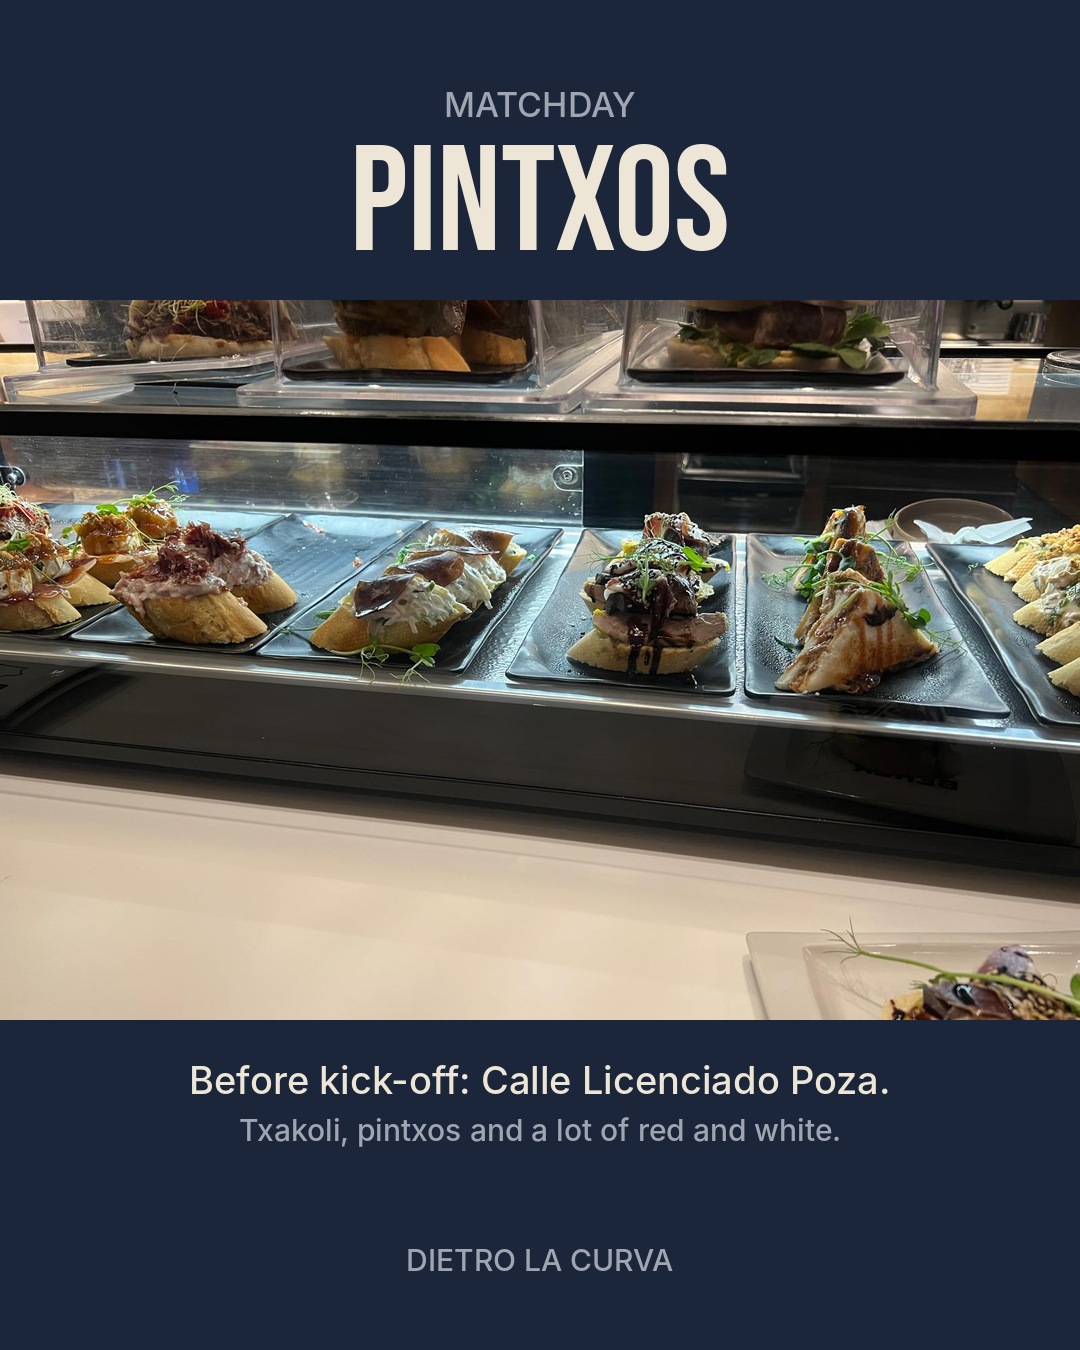 MATCHDAY
PINTXOS
Before kick-off: Calle Licenciado Poza.
Txakoli, pintxos and a lot of red and white.
DIETRO LA CURVA